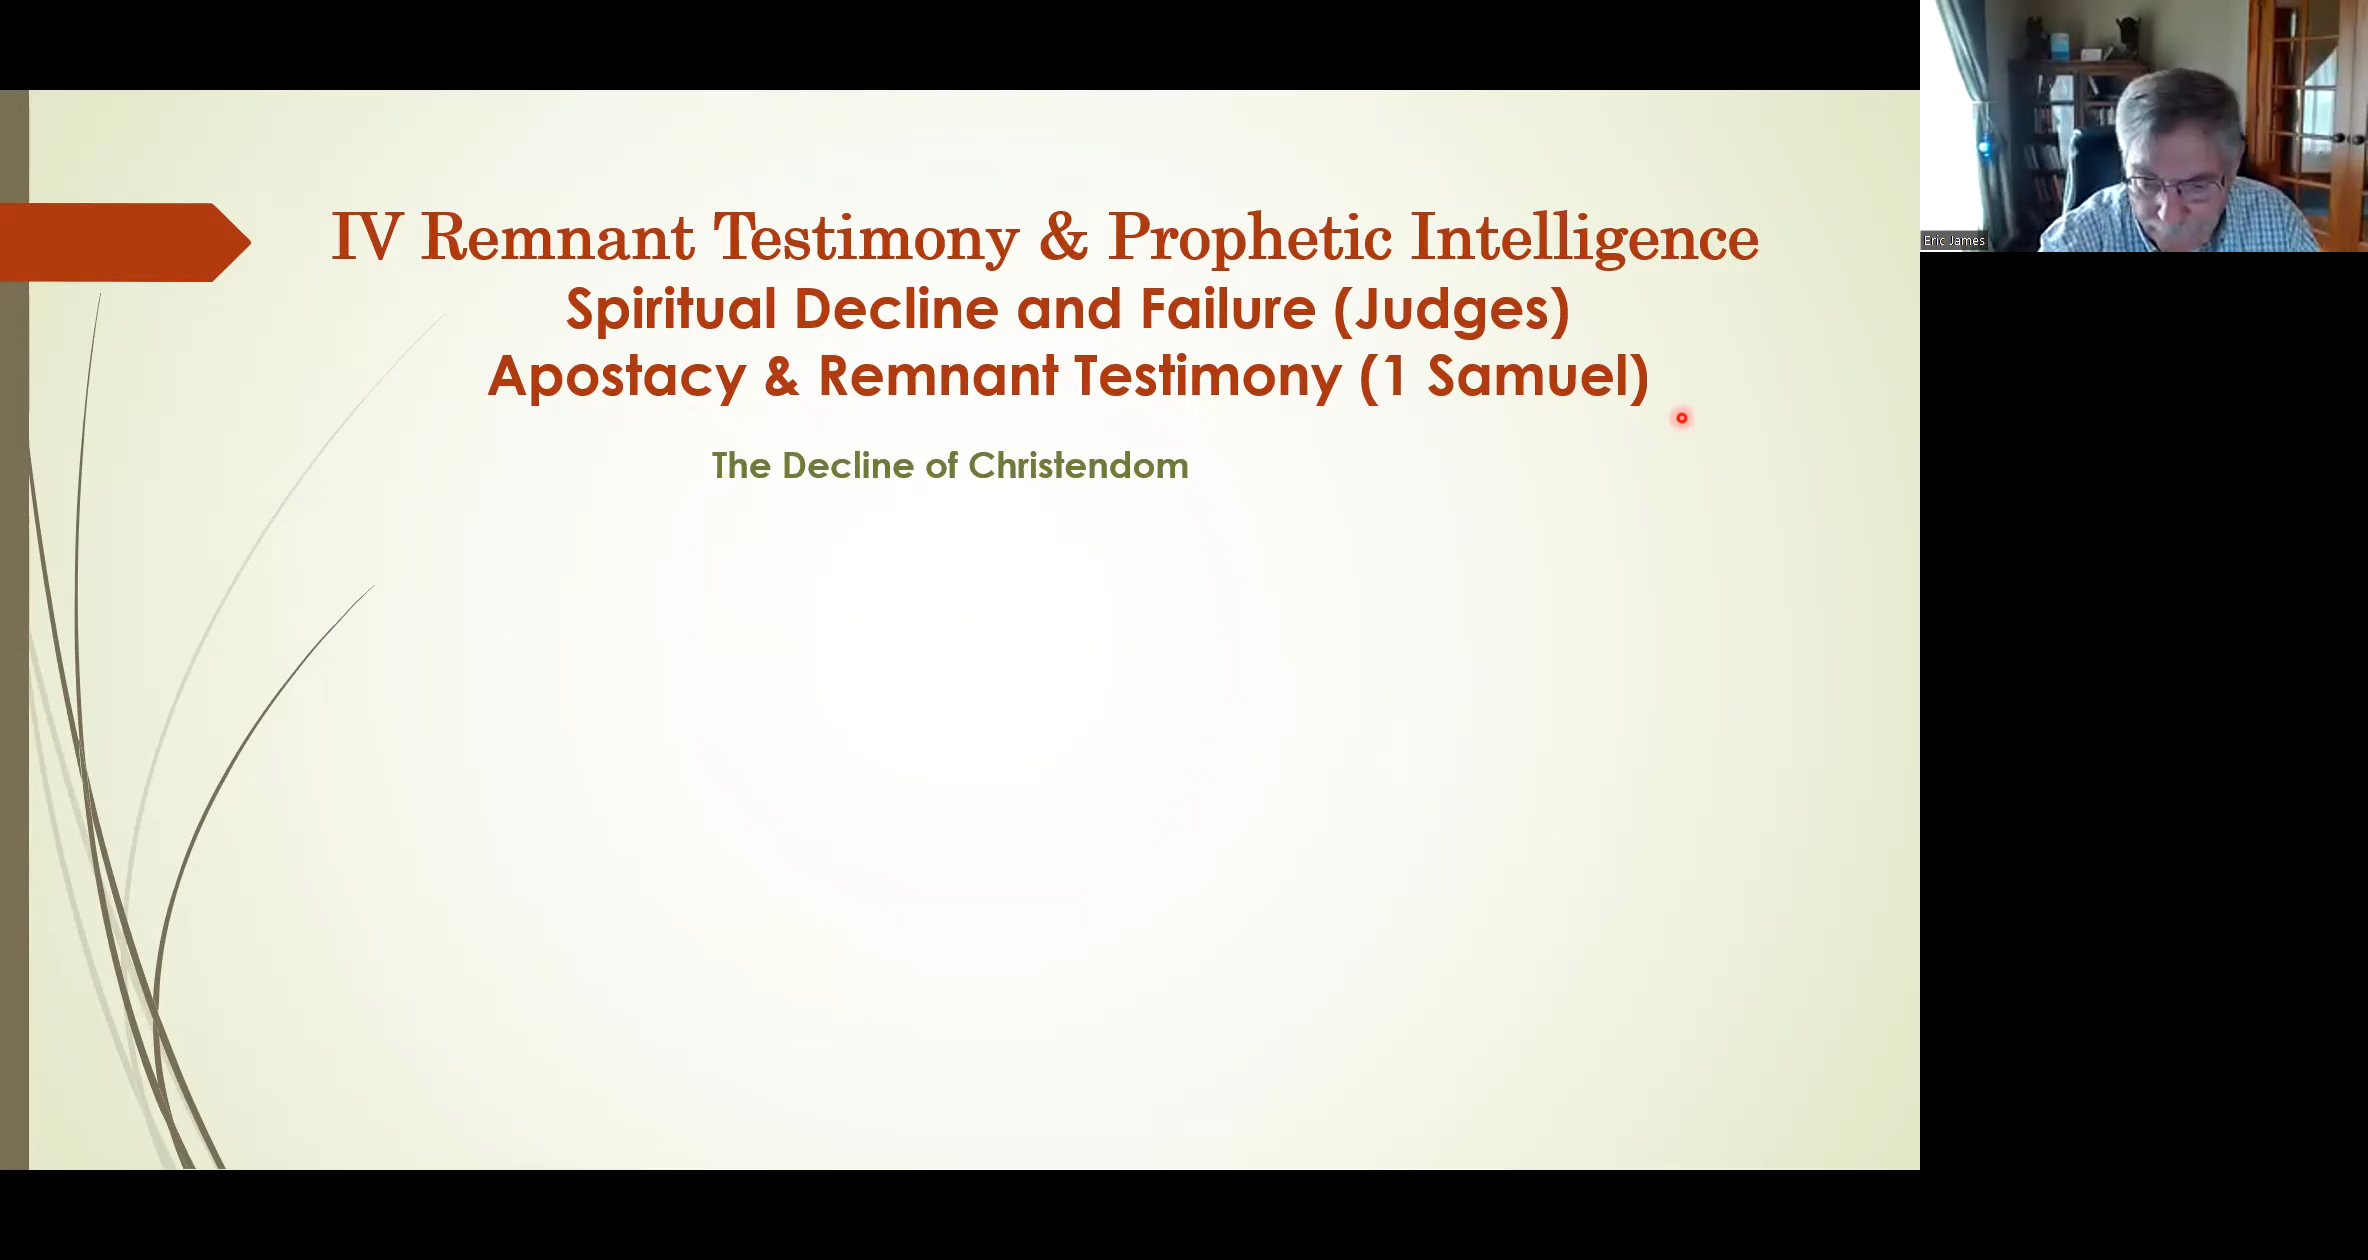 IV Remnant Testimony & Prophetic Intelligence
Spiritual Decline and Failure (Judges)
Apostacy & Remnant Testimony (1 Samuel)
The Decline of Christendom
Eric James